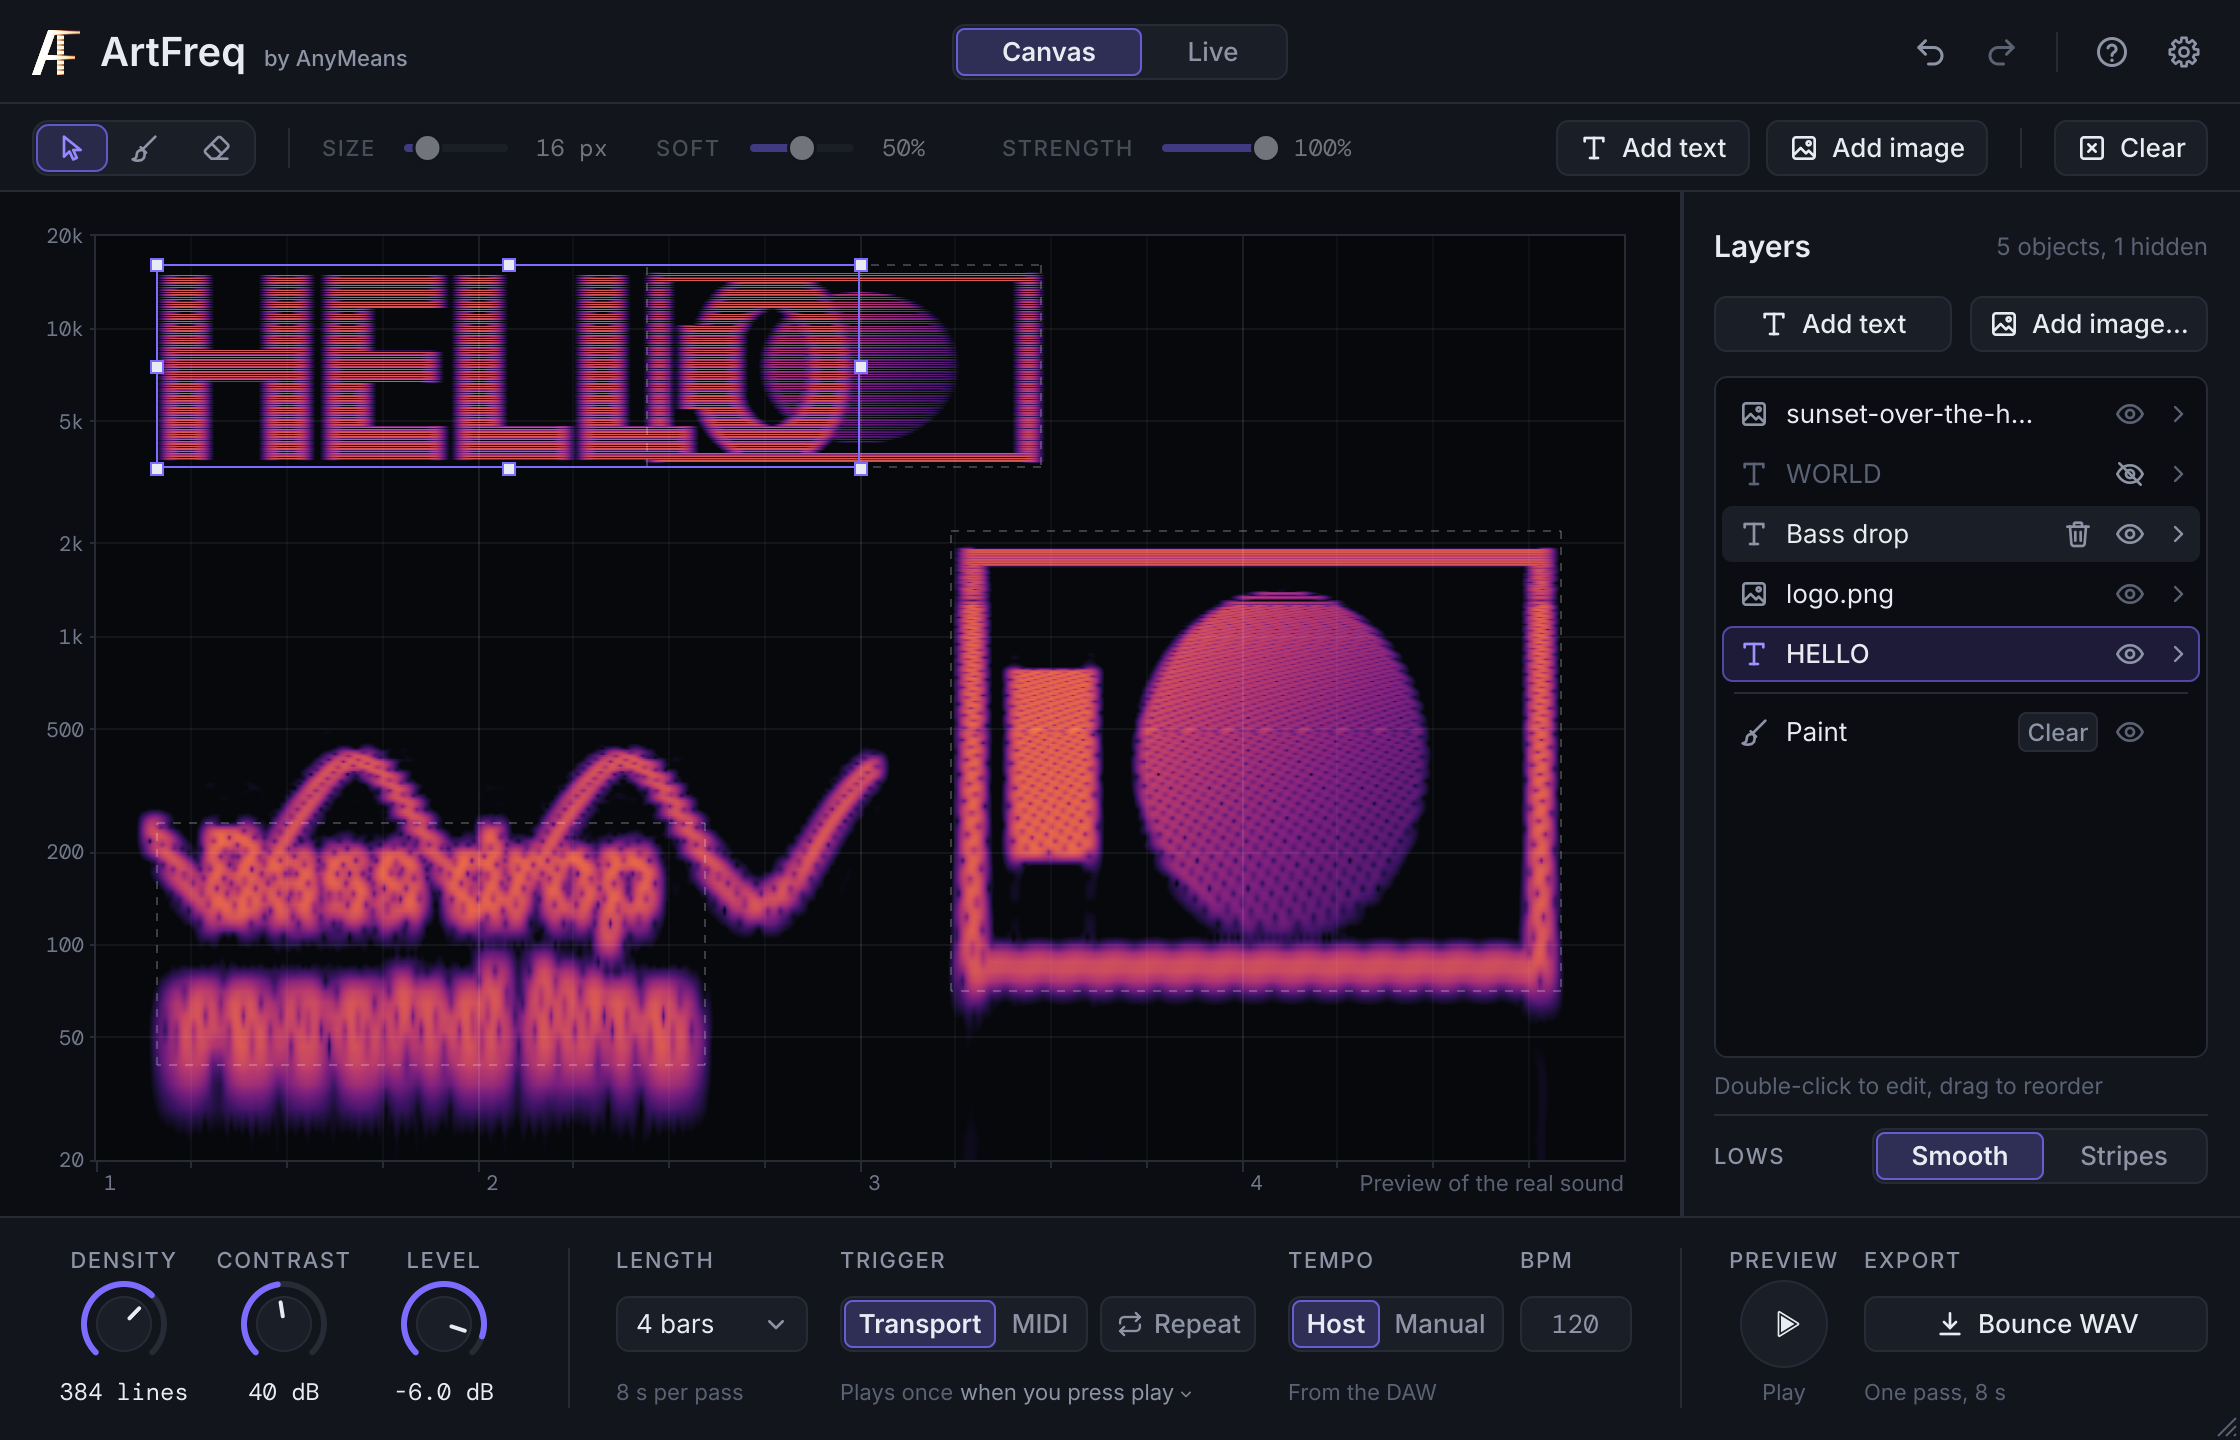 ArtFreq by AnyMeans
Canvas Live
SIZE 16 px SOFT 50% STRENGTH 100%
Add text Add image Clear
20k
10k
5k
2k
1k
500
200
100
50
20
HELLO
Bass drop
1 2 3 4 Preview of the real sound
Layers 5 objects, 1 hidden
Add text Add image...
sunset-over-the-h...
WORLD
Bass drop
logo.png
HELLO
Paint Clear
Double-click to edit, drag to reorder
LOWS Smooth Stripes
DENSITY CONTRAST LEVEL LENGTH TRIGGER TEMPO BPM PREVIEW EXPORT
4 bars Transport MIDI Repeat Host Manual 120 Bounce WAV
384 lines 40 dB -6.0 dB 8 s per pass Plays once when you press play From the DAW Play One pass, 8 s